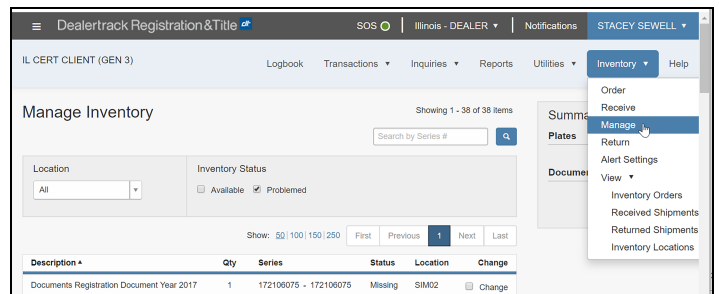 ≡ Dealertrack Registration&Title dt SOS Illinois - DEALER ▼ Notifications STACEY SEWELL ▼
IL CERT CLIENT (GEN 3) Logbook Transactions ▼ Inquiries ▼ Reports Utilities ▼ Inventory ▼ Help
Order
Receive
Manage
Return
Alert Settings
View ▼
Inventory Orders
Received Shipments
Returned Shipments
Inventory Locations
Manage Inventory Showing 1 - 38 of 38 items
Search by Series #
Summa
Plates
Docume
Location Inventory Status
All Available Problemed
Show: 50 | 100 | 150 | 250 First Previous 1 Next Last
Description ▲ Qty Series Status Location Change
Documents Registration Document Year 2017 1 172106075 - 172106075 Missing SIM02 Change